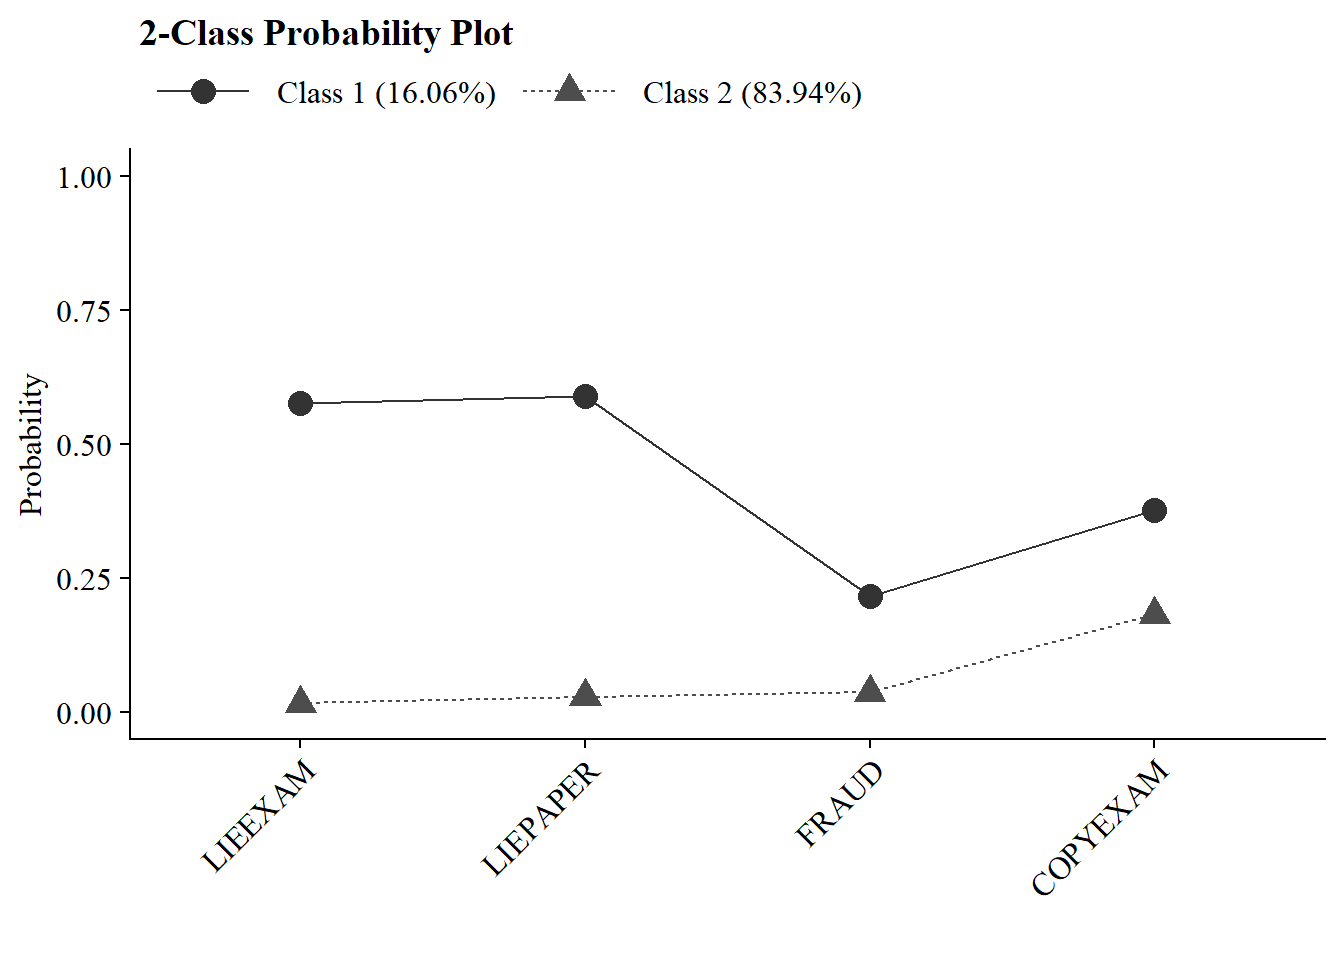 2-Class Probability Plot
Class 1 (16.06%) Class 2 (83.94%)
1.00
0.75
0.50
0.25
0.00
Probability
LIEEXAM LIEPAPER FRAUD COPYEXAM